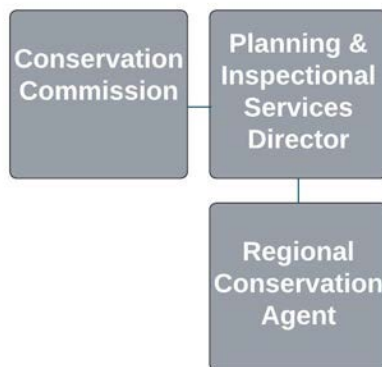 Conservation
Commission
Planning &
Inspectional
Services
Director
Regional
Conservation
Agent